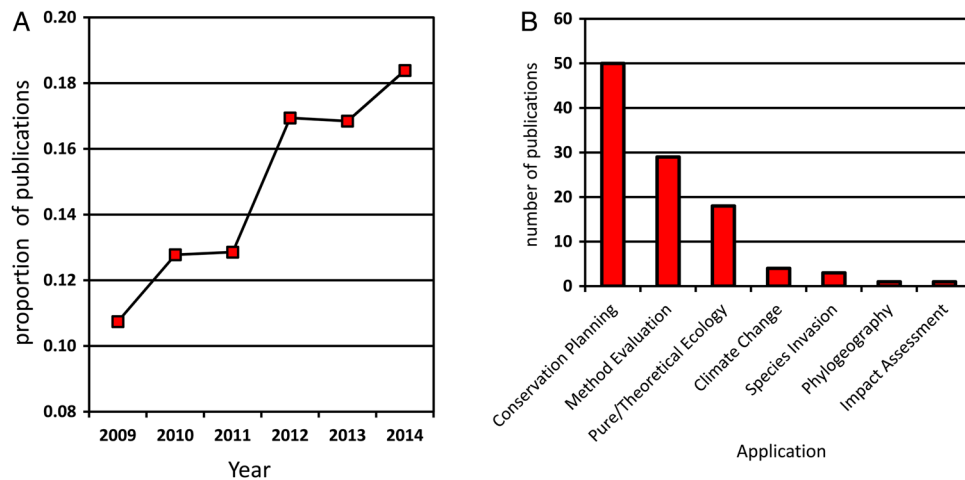 A
0.20
0.18
0.16
0.14
0.12
0.10
0.08
proportion of publications
2009 2010 2011 2012 2013 2014
Year
B
60
50
40
30
20
10
0
number of publications
Conservation Planning
Method Evaluation
Pure/Theoretical Ecology
Climate Change
Species Invasion
Phylogeography
Impact Assessment
Application